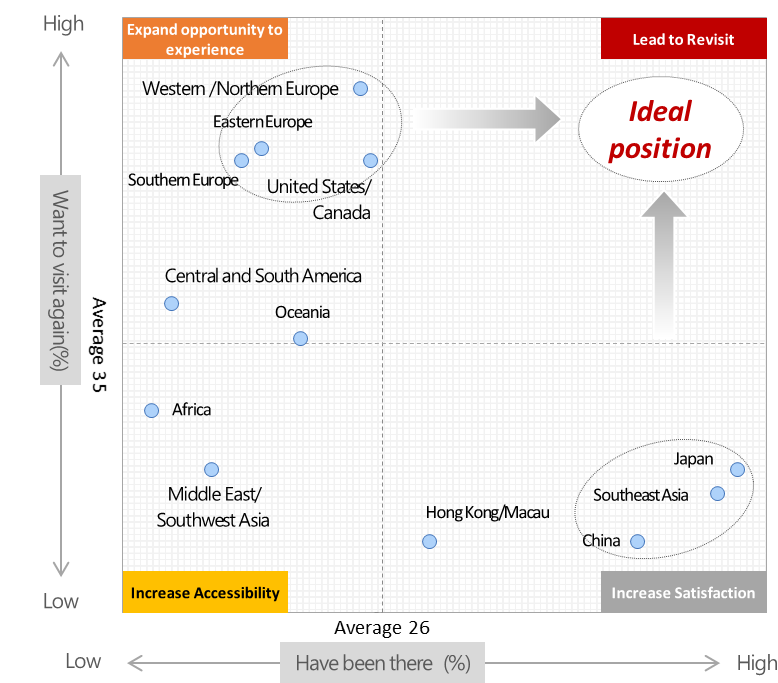 High
Expand opportunity to
experience
Lead to Revisit
Western /Northern Europe
Ideal
position
Eastern Europe
Southern Europe
United States/
Canada
Want to visit again(%)
Average 35
Central and South America
Oceania
Africa
Japan
Middle East/
Southwest Asia
Southeast Asia
Hong Kong/Macau
China
Low
Increase Accessibility
Increase Satisfaction
Average 26
Low
Have been there (%)
High